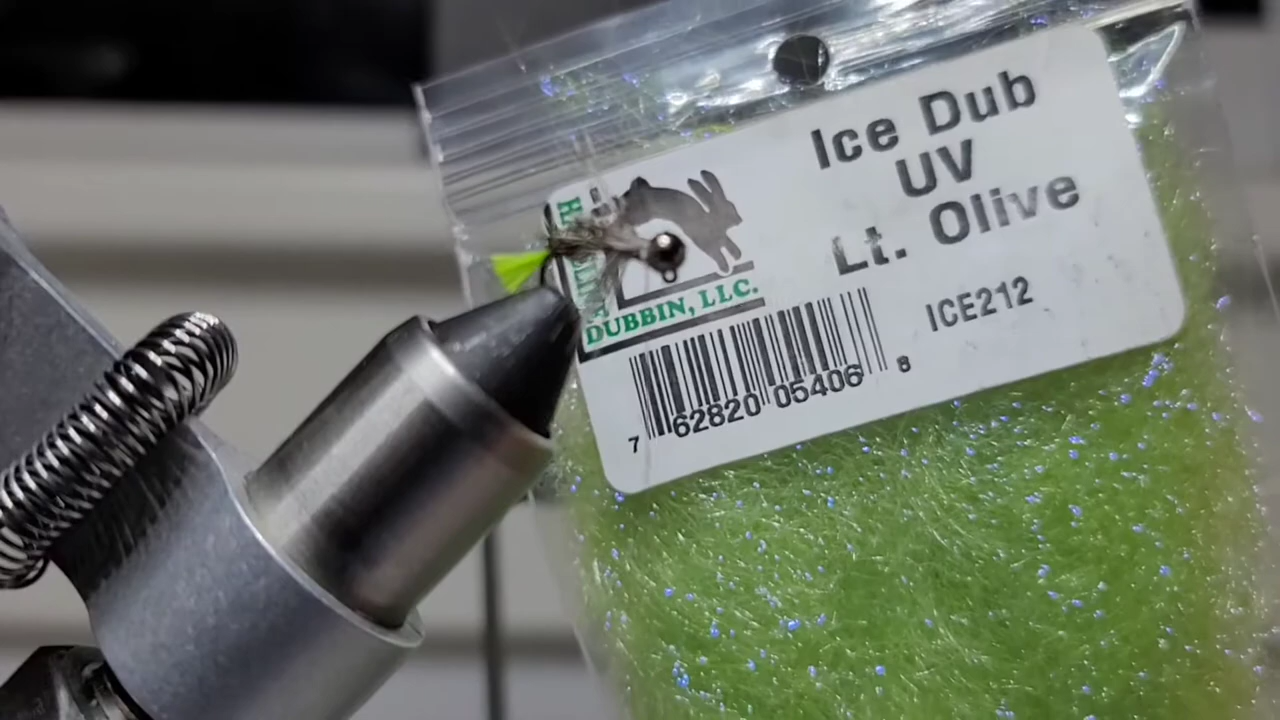 Ice Dub
UV
Lt. Olive
ICE212
DUBBIN, LLC.
7 62820 05406 8